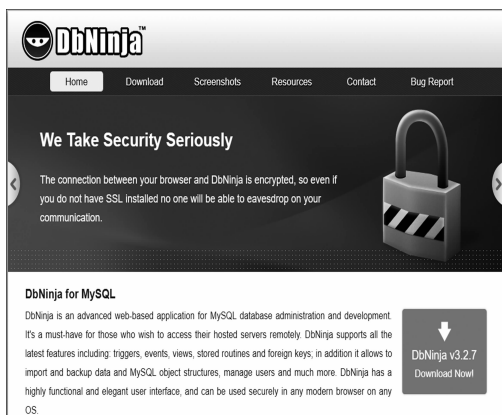 DbNinja™
Home Download Screenshots Resources Contact Bug Report
We Take Security Seriously
The connection between your browser and DbNinja is encrypted, so even if
you do not have SSL installed no one will be able to eavesdrop on your
communication.
DbNinja for MySQL
DbNinja is an advanced web-based application for MySQL database administration and development.
It's a must-have for those who wish to access their hosted servers remotely. DbNinja supports all the
latest features including: triggers, events, views, stored routines and foreign keys; in addition it allows to
import and backup data and MySQL object structures, manage users and much more. DbNinja has a
highly functional and elegant user interface, and can be used securely in any modern browser on any
OS.
DbNinja v3.2.7
Download Now!